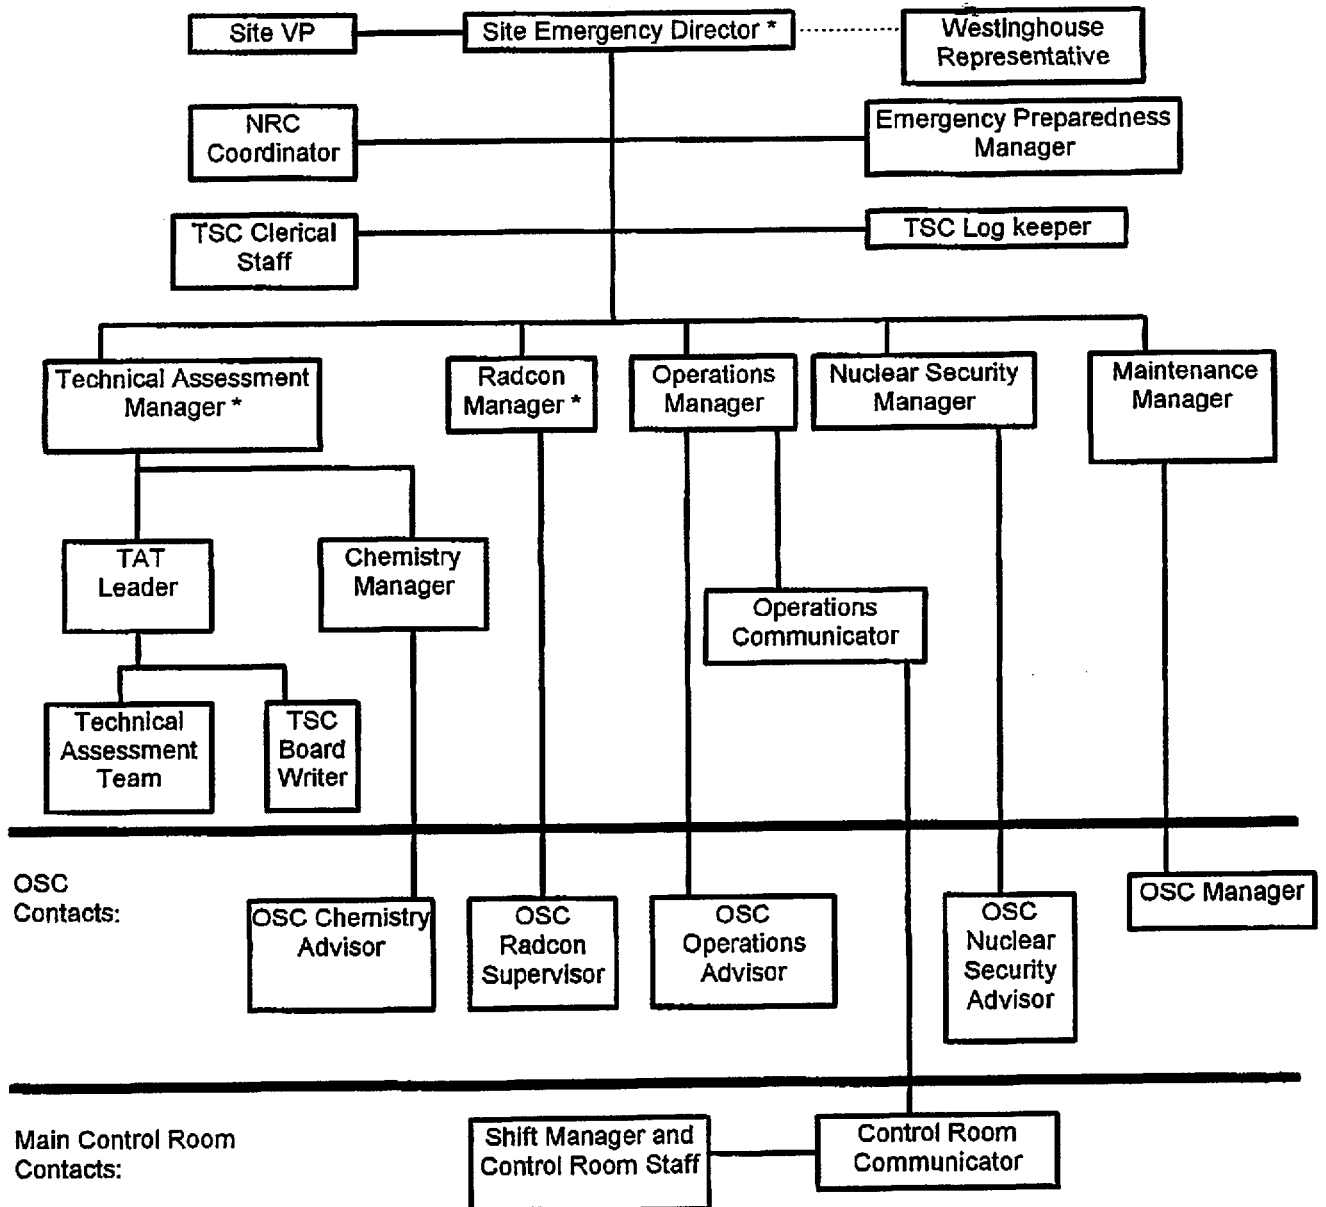 Site VP
Site Emergency Director *
Westinghouse
Representative
NRC
Coordinator
Emergency Preparedness
Manager
TSC Clerical
Staff
TSC Log keeper
Technical Assessment
Manager *
Radcon
Manager *
Operations
Manager
Nuclear Security
Manager
Maintenance
Manager
TAT
Leader
Chemistry
Manager
Operations
Communicator
Technical
Assessment
Team
TSC
Board
Writer
OSC
Contacts:
OSC Chemistry
Advisor
OSC
Radcon
Supervisor
OSC
Operations
Advisor
OSC
Nuclear
Security
Advisor
OSC Manager
Main Control Room
Contacts:
Shift Manager and
Control Room Staff
Control Room
Communicator